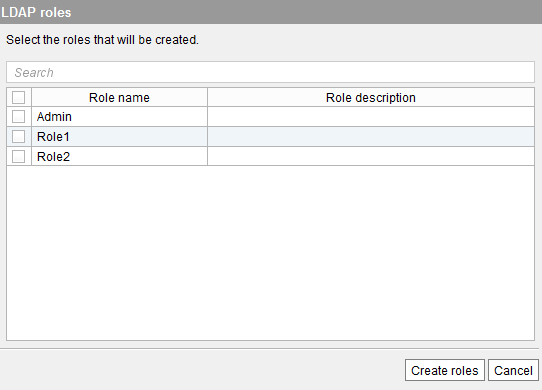 LDAP roles
Select the roles that will be created.
Search
Role name Role description
Admin
Role1
Role2
Create roles Cancel